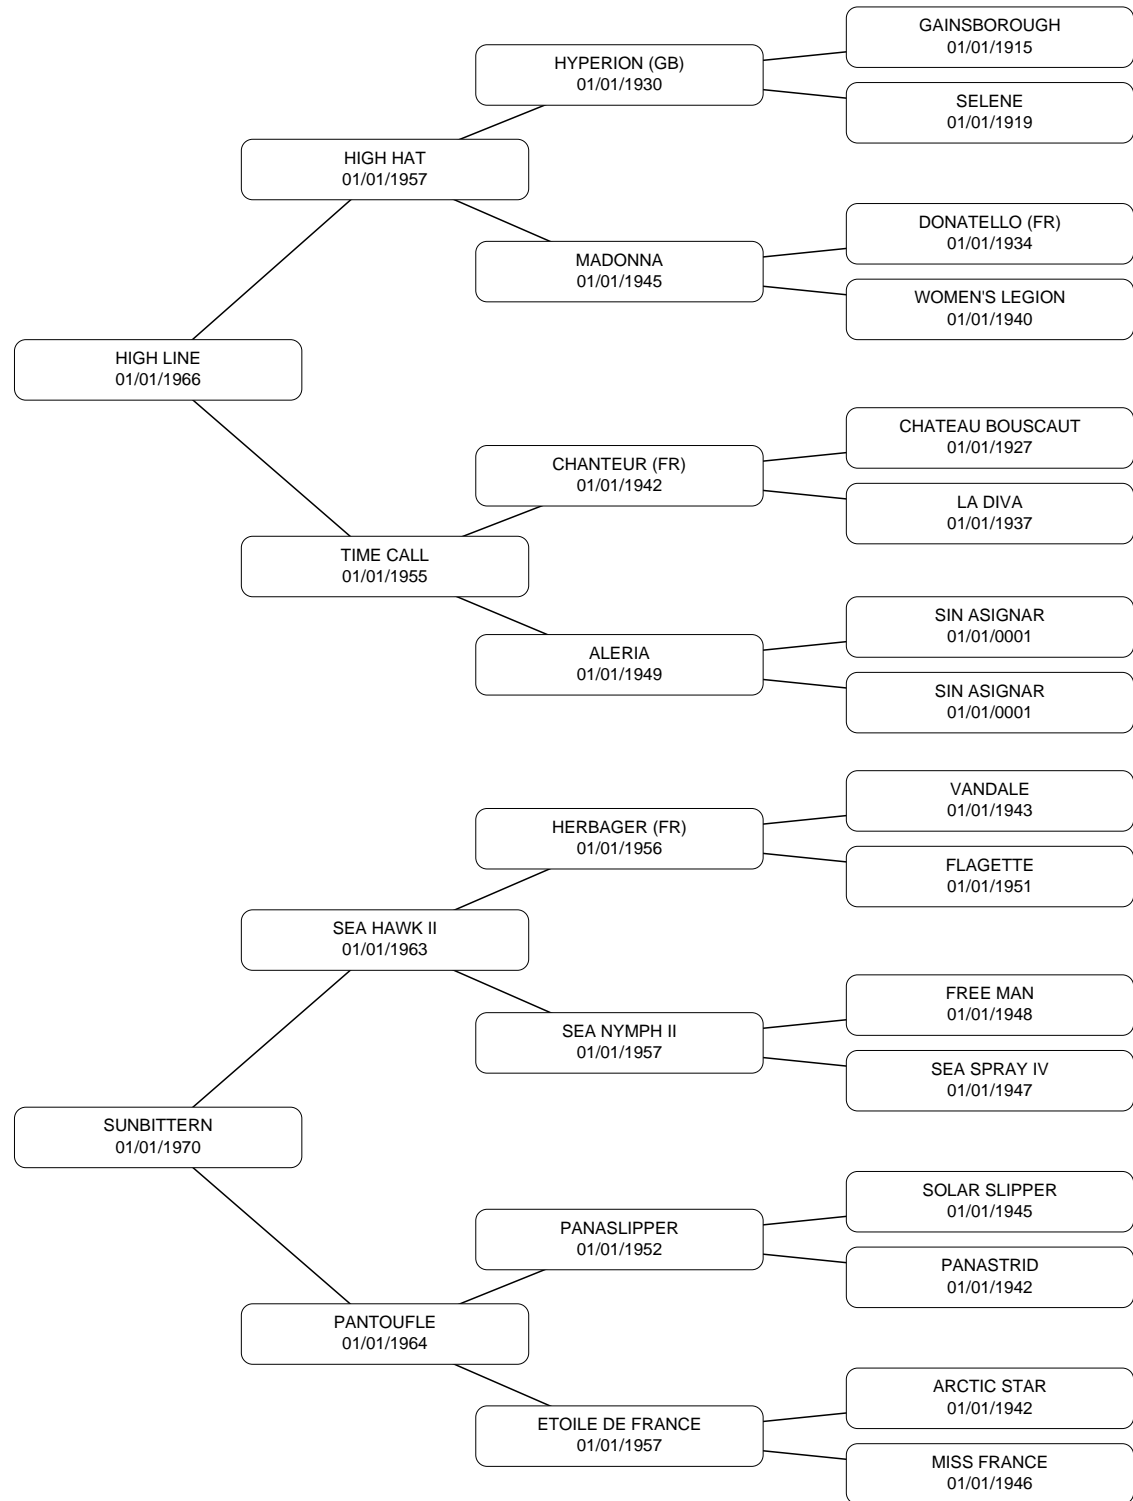 GAINSBOROUGH
01/01/1915
HYPERION (GB)
01/01/1930
SELENE
01/01/1919
HIGH HAT
01/01/1957
DONATELLO (FR)
01/01/1934
MADONNA
01/01/1945
WOMEN'S LEGION
01/01/1940
HIGH LINE
01/01/1966
CHATEAU BOUSCAUT
01/01/1927
CHANTEUR (FR)
01/01/1942
LA DIVA
01/01/1937
TIME CALL
01/01/1955
SIN ASIGNAR
01/01/0001
ALERIA
01/01/1949
SIN ASIGNAR
01/01/0001
VANDALE
01/01/1943
HERBAGER (FR)
01/01/1956
FLAGETTE
01/01/1951
SEA HAWK II
01/01/1963
FREE MAN
01/01/1948
SEA NYMPH II
01/01/1957
SEA SPRAY IV
01/01/1947
SUNBITTERN
01/01/1970
SOLAR SLIPPER
01/01/1945
PANASLIPPER
01/01/1952
PANASTRID
01/01/1942
PANTOUFLE
01/01/1964
ARCTIC STAR
01/01/1942
ETOILE DE FRANCE
01/01/1957
MISS FRANCE
01/01/1946